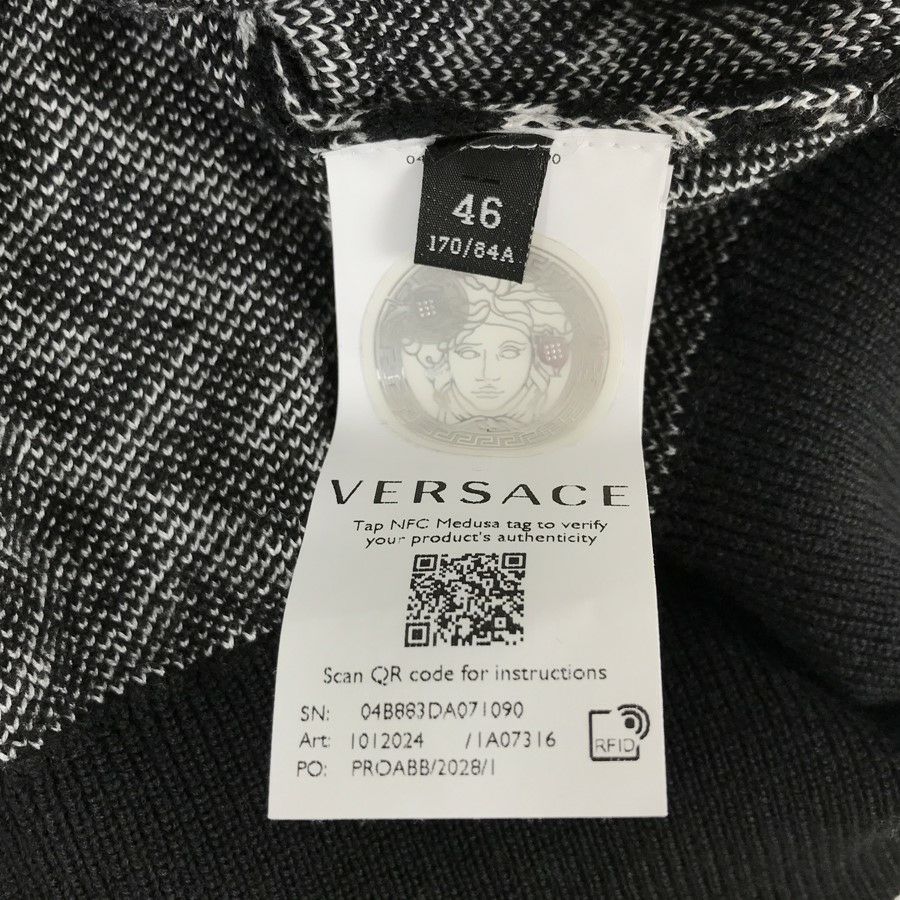 46
170/84A
VERSACE
Tap NFC Medusa tag to verify
your product's authenticity
Scan QR code for instructions
SN: 04B883DA071090
Art: 1012024 /1A07316
PO: PROABB/2028/1
RFID